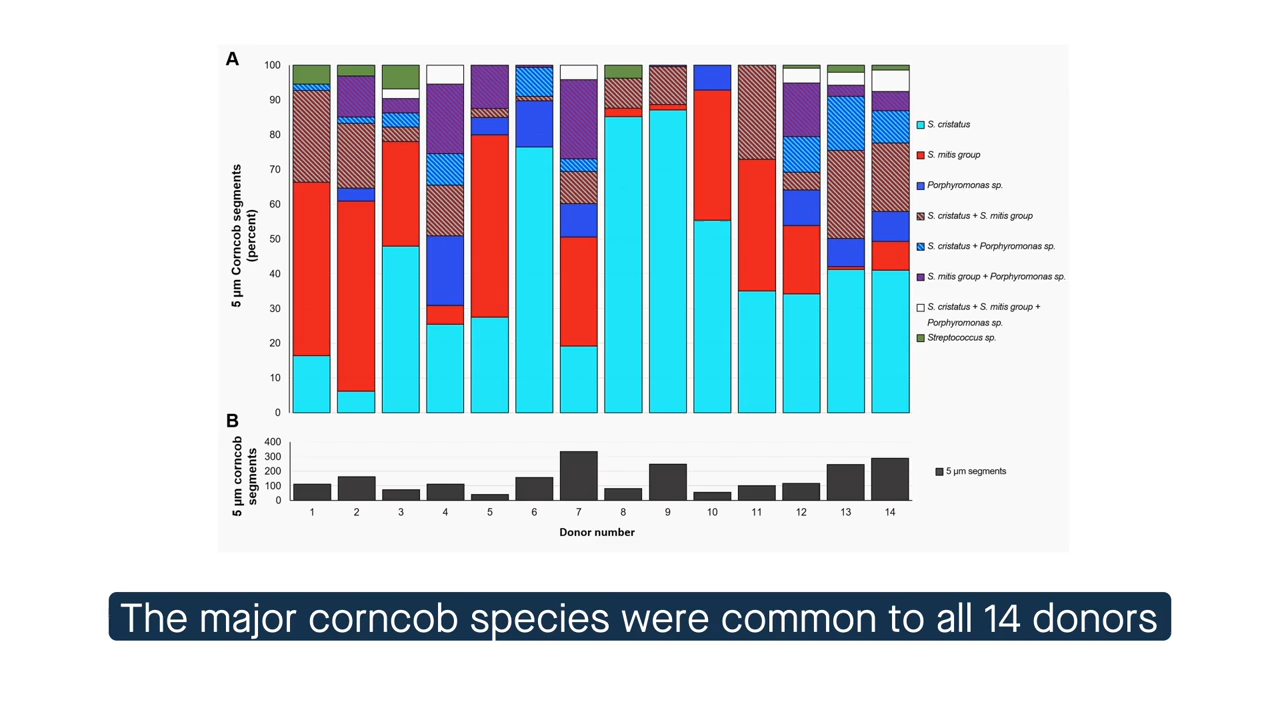 A
100
90
80
70
60
50
40
30
20
10
0
5 µm Corncob segments
(percent)
S. cristatus
S. mitis group
Porphyromonas sp.
S. cristatus + S. mitis group
S. cristatus + Porphyromonas sp.
S. mitis group + Porphyromonas sp.
S. cristatus + S. mitis group +
Porphyromonas sp.
Streptococcus sp.
B
400
300
200
100
0
5 µm corncob
segments
5 µm segments
1 2 3 4 5 6 7 8 9 10 11 12 13 14
Donor number
The major corncob species were common to all 14 donors